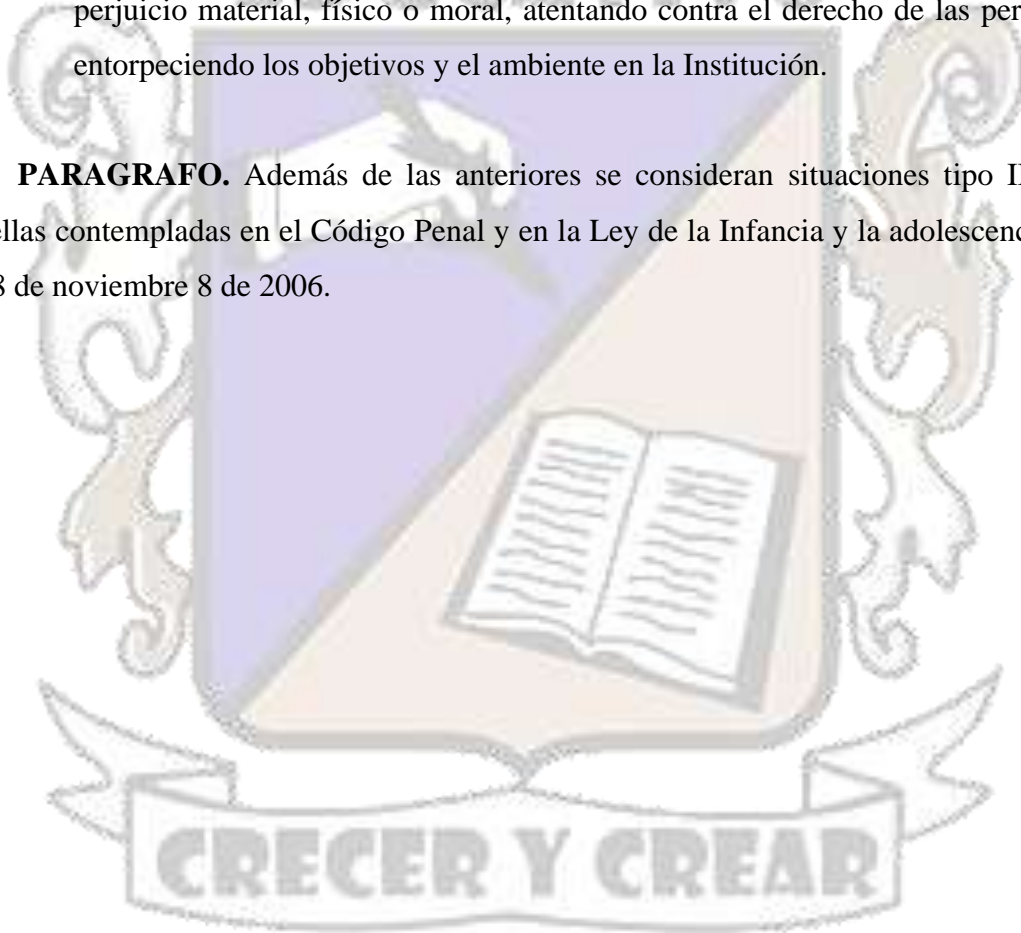 perjuicio material, físico o moral, atentando contra el derecho de las per
entorpeciendo los objetivos y el ambiente en la Institución.
PARAGRAFO. Además de las anteriores se consideran situaciones tipo
ellas contempladas en el Código Penal y en la Ley de la Infancia y la adolescenc
8 de noviembre 8 de 2006.
CRECER Y CREAR